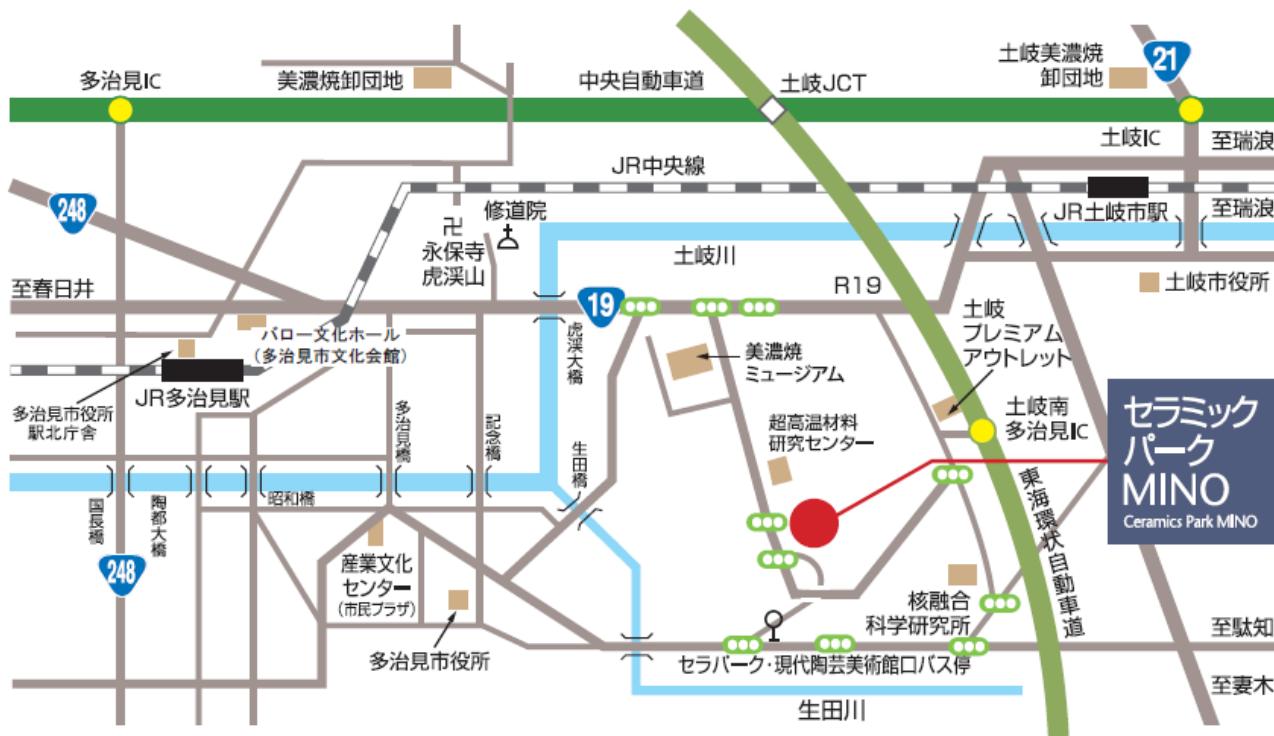 多治見IC
美濃焼卸団地
中央自動車道
土岐JCT
土岐美濃焼
卸団地
21
土岐IC
至瑞浪
JR中央線
248
修道院
卍
永保寺
虎渓山
JR土岐市駅
至瑞浪
土岐川
至春日井
19
R19
土岐市役所
バロー文化ホール
(多治見市文化会館)
虎渓大橋
美濃焼
ミュージアム
土岐
プレミアム
アウトレット
JR多治見駅
多治見市役所
駅北庁舎
多治見橋
記念橋
生田橋
超高温材料
研究センター
土岐南
多治見IC
セラミック
パーク
MINO
Ceramics Park MINO
国長橋
陶都大橋
昭和橋
東海環状自動車道
248
産業文化
センター
(市民プラザ)
核融合
科学研究所
多治見市役所
セラパーク・現代陶芸美術館口バス停
至駄知
至妻木
生田川